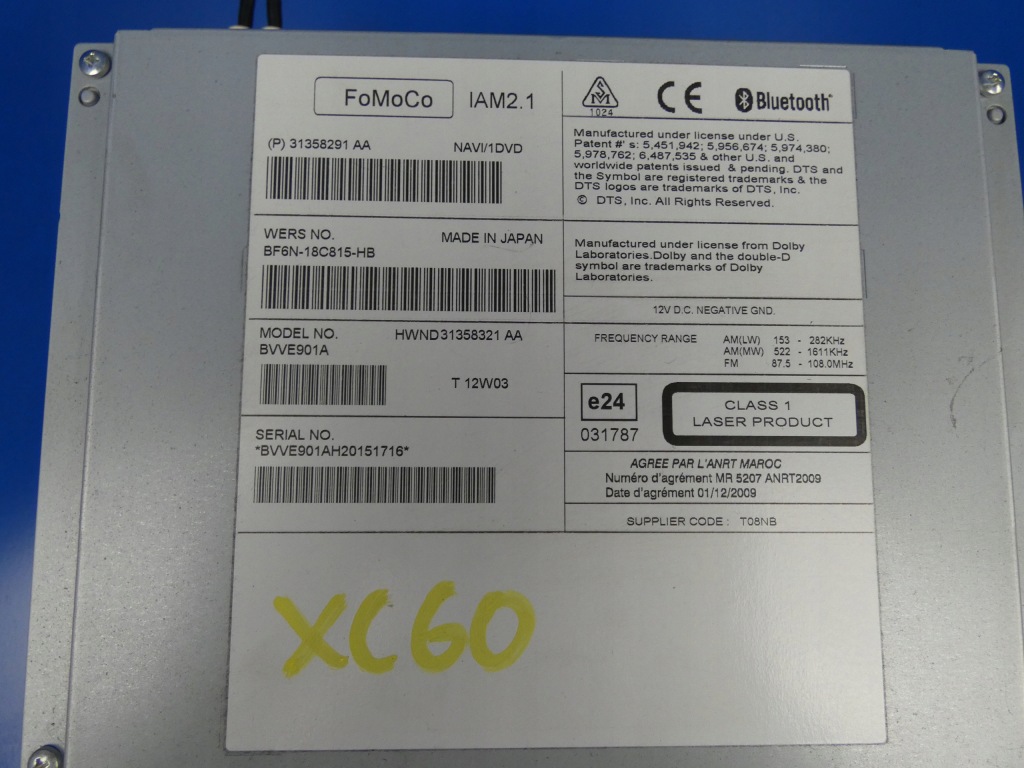 FoMoCo IAM2.1
(P) 31358291 AA NAVI/1DVD
WERS NO. MADE IN JAPAN
BF6N-18C815-HB
MODEL NO. HWND31358321 AA
BVVE901A
T 12W03
SERIAL NO.
*BVVE901AH20151716*
SYM
1024
CE
Bluetooth®
Manufactured under license under U.S.
Patent #' s: 5,451,942; 5,956,674; 5,974,380;
5,978,762; 6,487,535 & other U.S. and
worldwide patents issued & pending. DTS and
the Symbol are registered trademarks & the
DTS logos are trademarks of DTS, Inc.
© DTS, Inc. All Rights Reserved.
Manufactured under license from Dolby
Laboratories.Dolby and the double-D
symbol are trademarks of Dolby
Laboratories.
12V D.C. NEGATIVE GND.
FREQUENCY RANGE AM(LW) 153 - 282KHz
AM(MW) 522 - 1611KHz
FM 87.5 - 108.0MHz
e24
031787
CLASS 1
LASER PRODUCT
AGREE PAR L'ANRT MAROC
Numéro d'agrément MR 5207 ANRT2009
Date d'agrément 01/12/2009
SUPPLIER CODE : T08NB
XC60